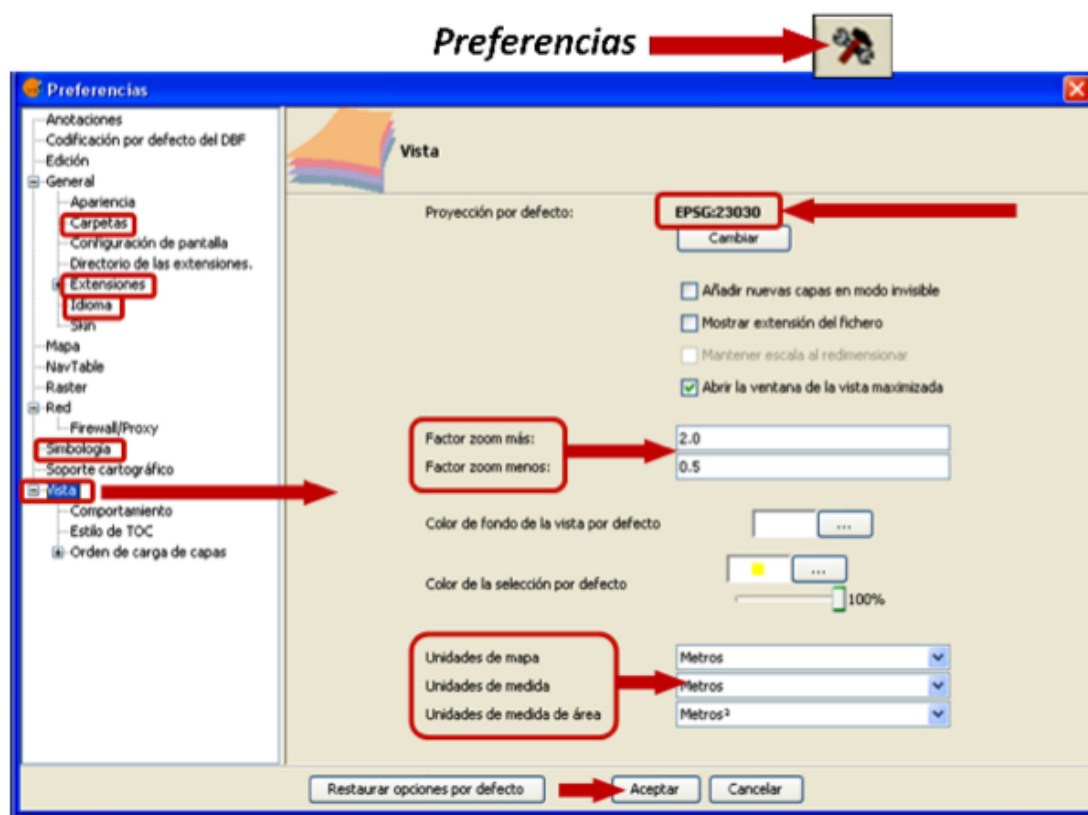 Preferencias
Preferencias
Anotaciones
Codificación por defecto del DBF
Edición
General
Apariencia
Carpetas
Configuración de pantalla
Directorio de las extensiones.
Extensiones
Idioma
Skin
Mapa
NavTable
Raster
Red
Firewall/Proxy
Simbología
Soporte cartográfico
Vista
Comportamiento
Estilo de TOC
Orden de carga de capas
Vista
Proyección por defecto: EPSG:23030
Cambiar
Añadir nuevas capas en modo invisible
Mostrar extensión del fichero
Mantener escala al redimensionar
Abrir la ventana de la vista maximizada
Factor zoom más: 2.0
Factor zoom menos: 0.5
Color de fondo de la vista por defecto ...
Color de la selección por defecto ...
100%
Unidades de mapa Metros
Unidades de medida Metros
Unidades de medida de área Metros²
Restaurar opciones por defecto Aceptar Cancelar